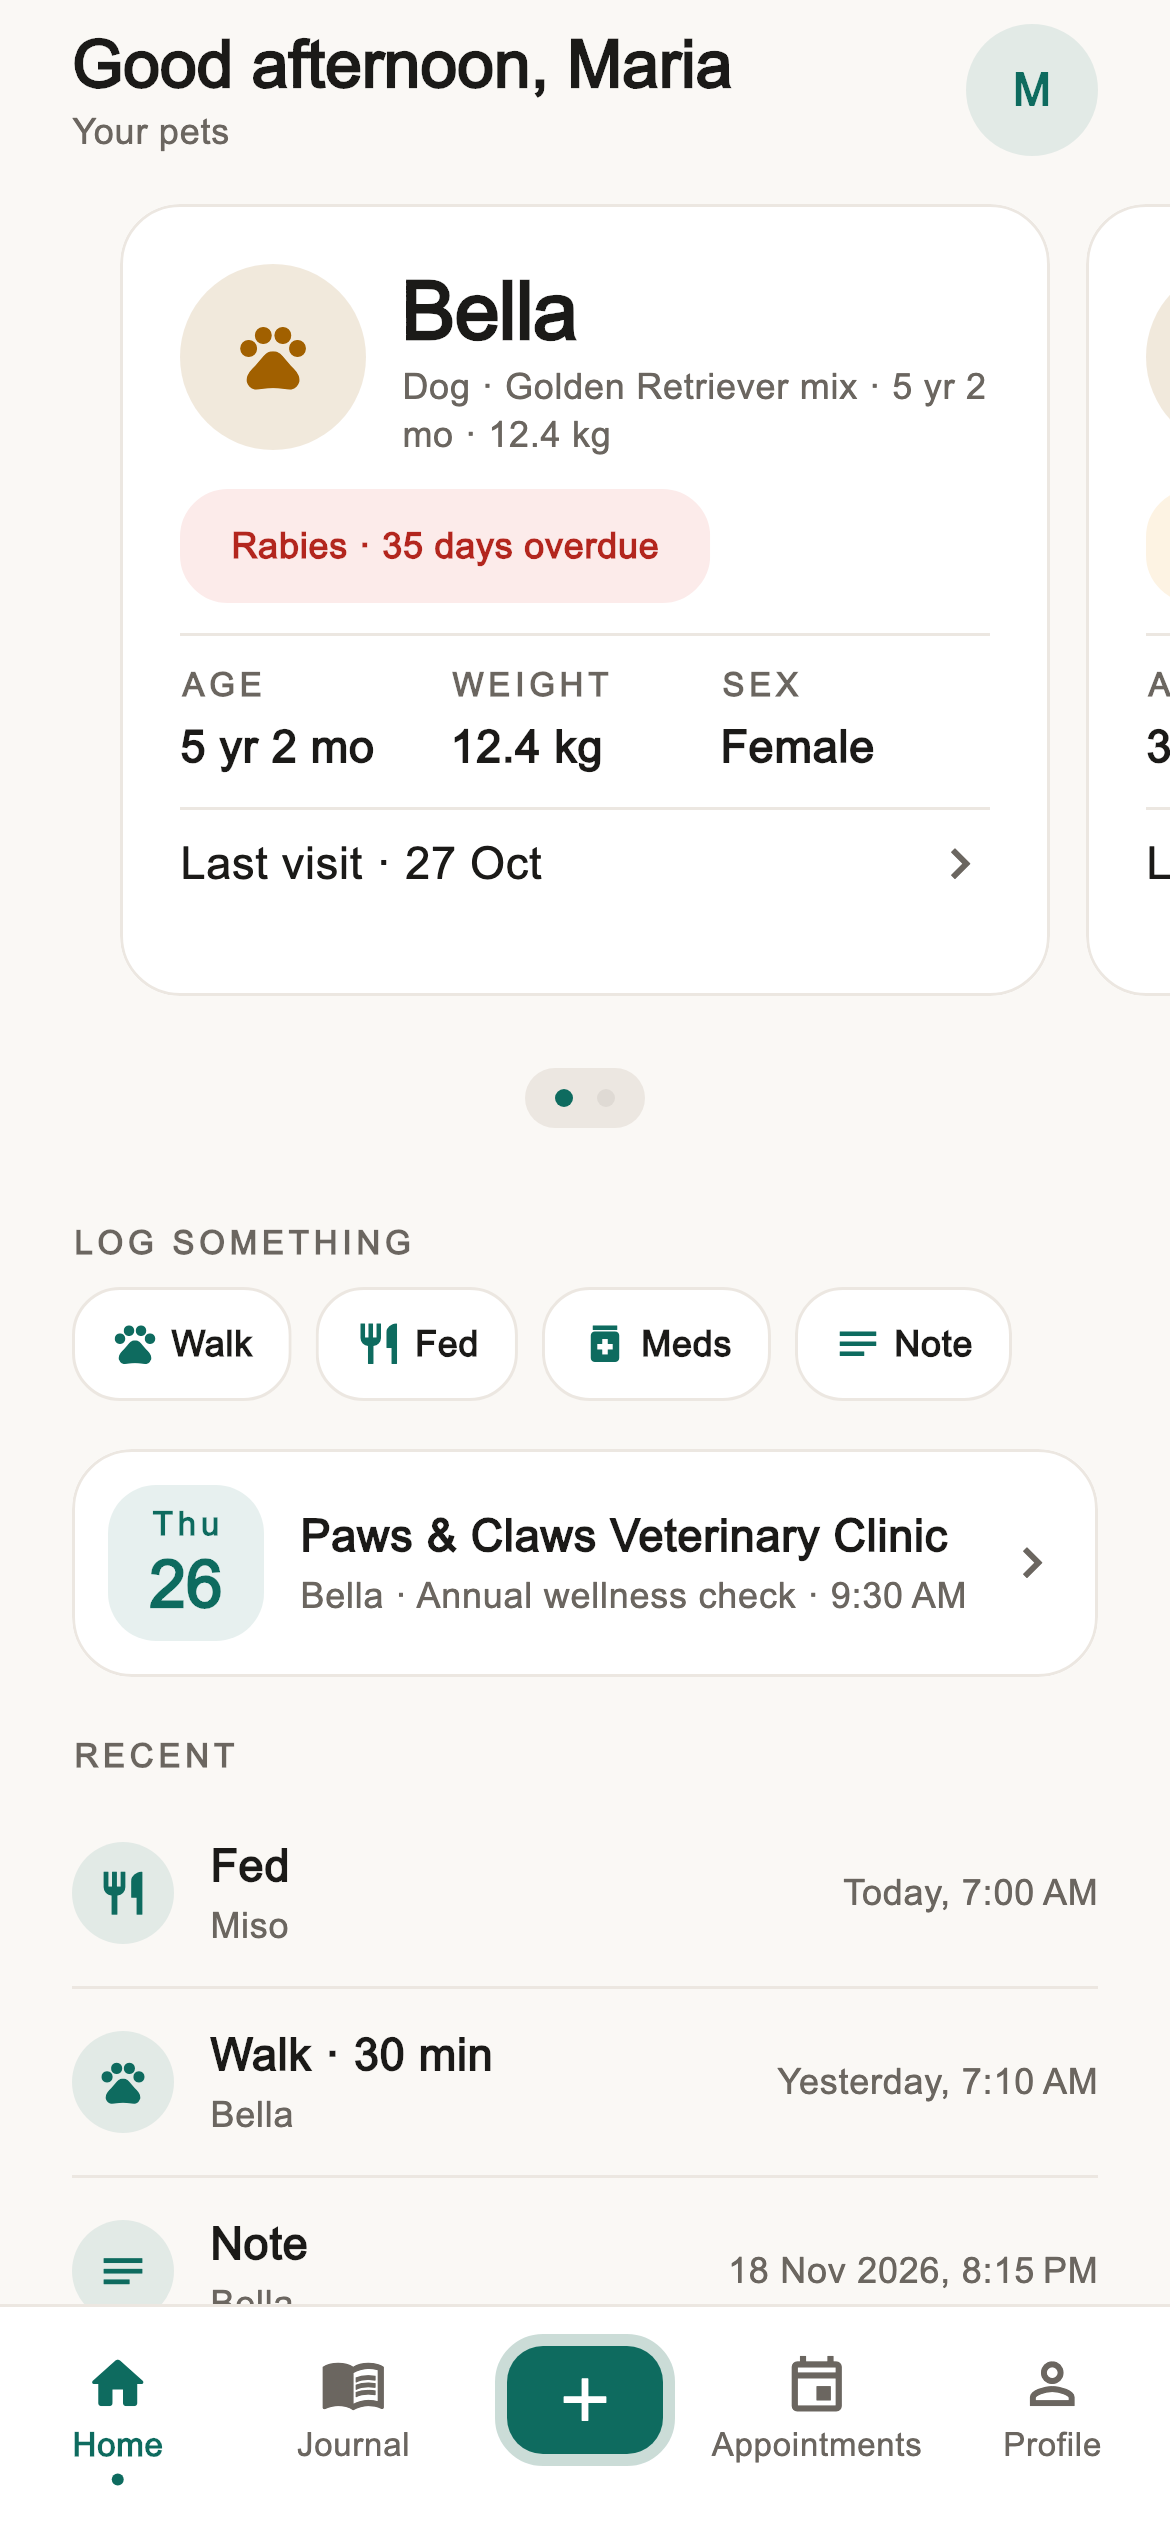 Good afternoon, Maria
Your pets
M
Bella
Dog · Golden Retriever mix · 5 yr 2
mo · 12.4 kg
Rabies · 35 days overdue
AGE WEIGHT SEX
5 yr 2 mo 12.4 kg Female
Last visit · 27 Oct
LOG SOMETHING
Walk Fed Meds Note
Thu
26
Paws & Claws Veterinary Clinic
Bella · Annual wellness check · 9:30 AM
RECENT
Fed
Miso
Today, 7:00 AM
Walk · 30 min
Bella
Yesterday, 7:10 AM
Note
Bella
18 Nov 2026, 8:15 PM
Home Journal Appointments Profile